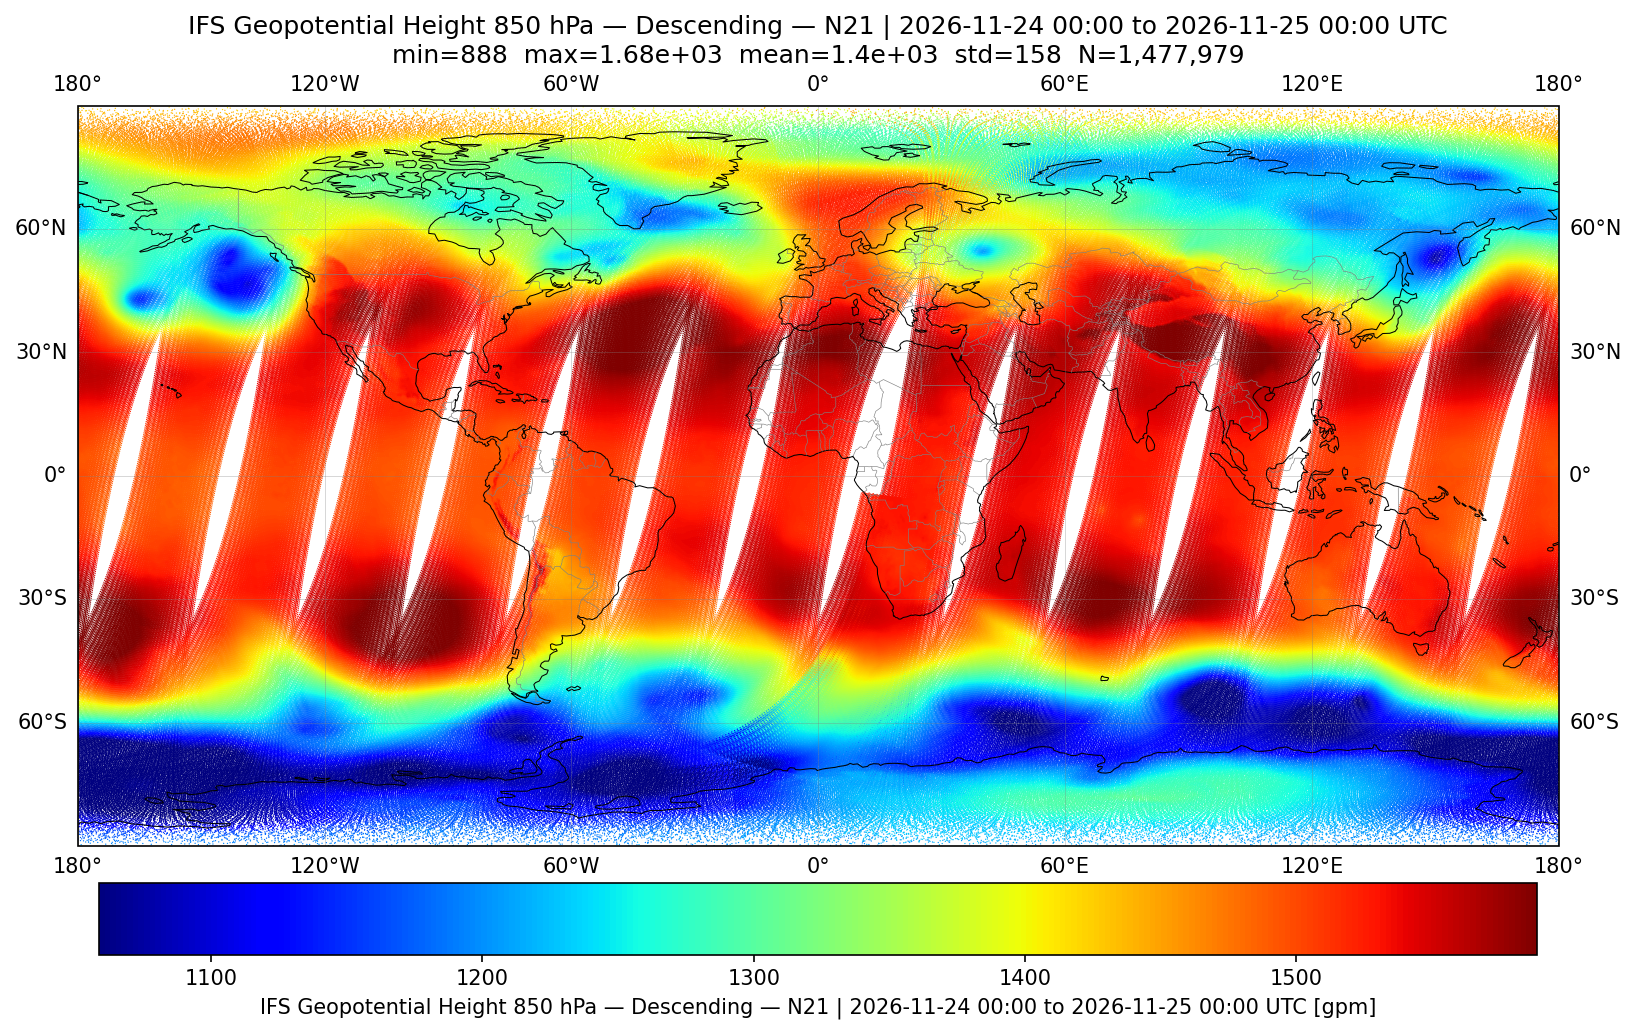 IFS Geopotential Height 850 hPa — Descending — N21 | 2026-11-24 00:00 to 2026-11-25 00:00 UTC
min=888  max=1.68e+03  mean=1.4e+03  std=158  N=1,477,979
180° 120°W 60°W 0° 60°E 120°E 180°
60°N 60°N
30°N 30°N
0° 0°
30°S 30°S
60°S 60°S
180° 120°W 60°W 0° 60°E 120°E 180°
1100 1200 1300 1400 1500
IFS Geopotential Height 850 hPa — Descending — N21 | 2026-11-24 00:00 to 2026-11-25 00:00 UTC [gpm]